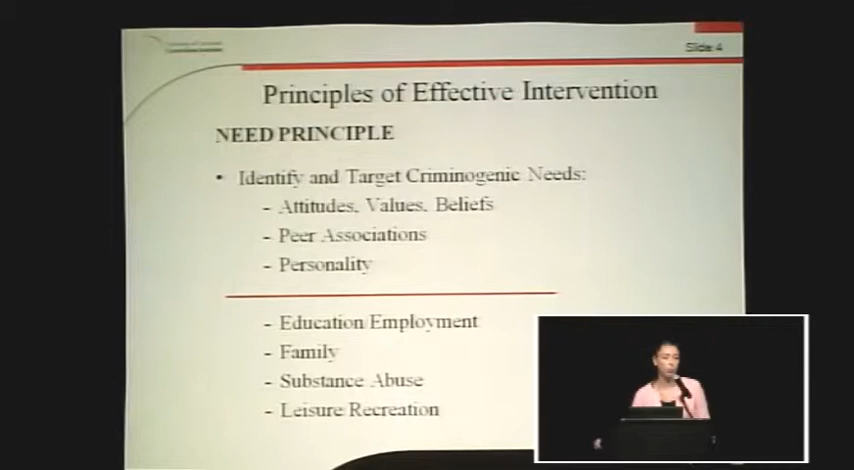 Slide 4
Principles of Effective Intervention
NEED PRINCIPLE
• Identify and Target Criminogenic Needs:
- Attitudes, Values, Beliefs
- Peer Associations
- Personality
- Education/Employment
- Family
- Substance Abuse
- Leisure/Recreation